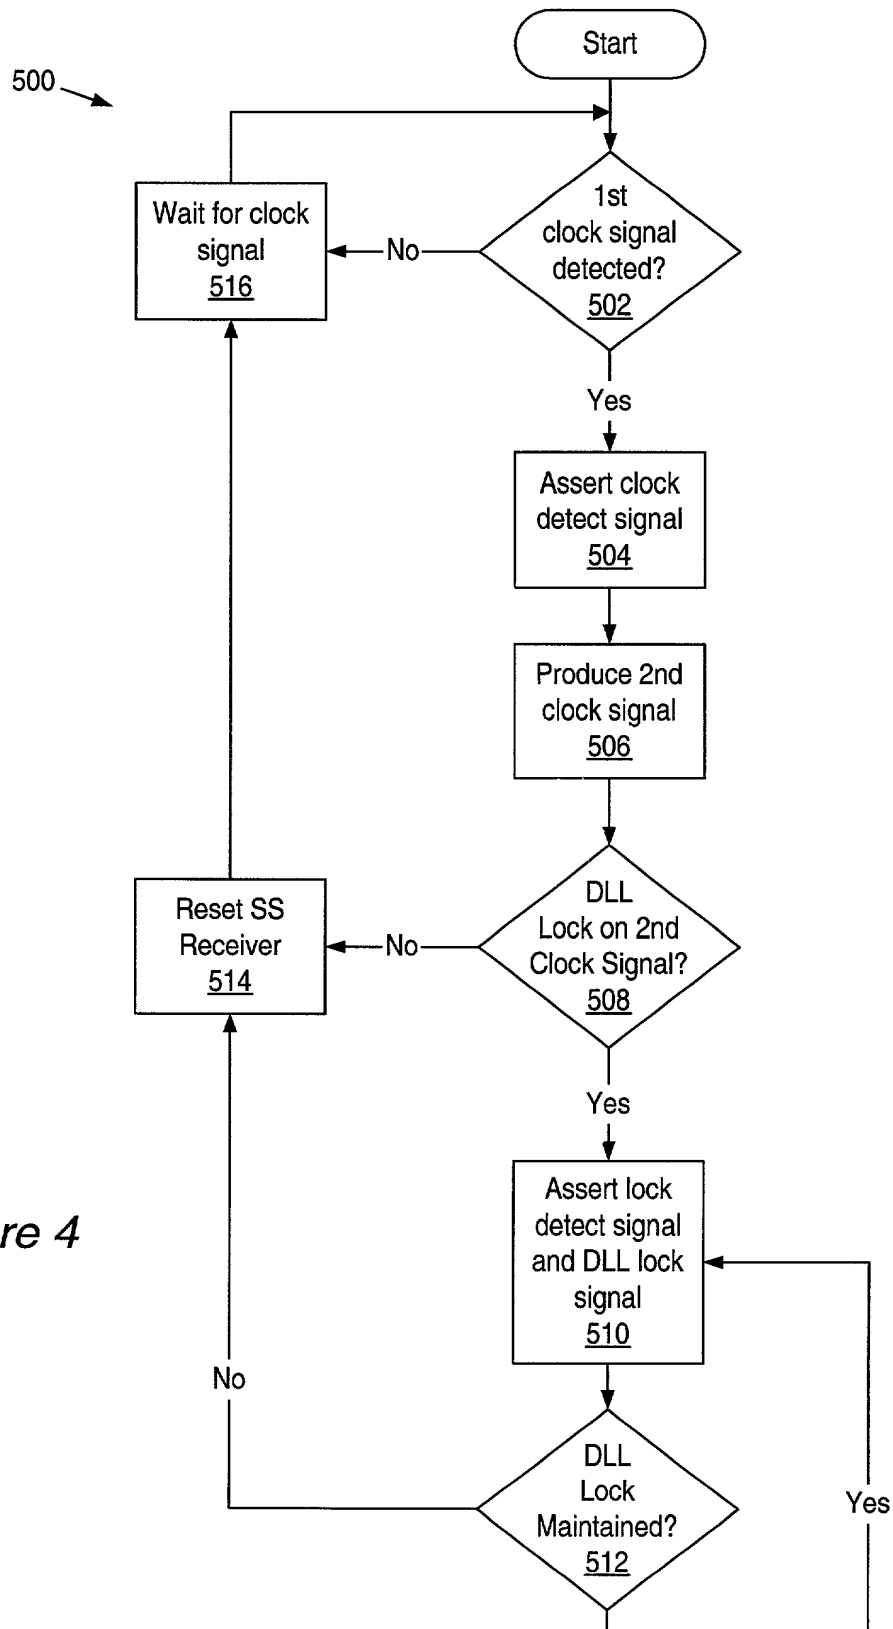 Start
500
Wait for clock
signal
516
No
1st
clock signal
detected?
502
Yes
Assert clock
detect signal
504
Produce 2nd
clock signal
506
Reset SS
Receiver
514
No
DLL
Lock on 2nd
Clock Signal?
508
Yes
Assert lock
detect signal
and DLL lock
signal
510
re 4
No
DLL
Lock
Maintained?
512
Yes